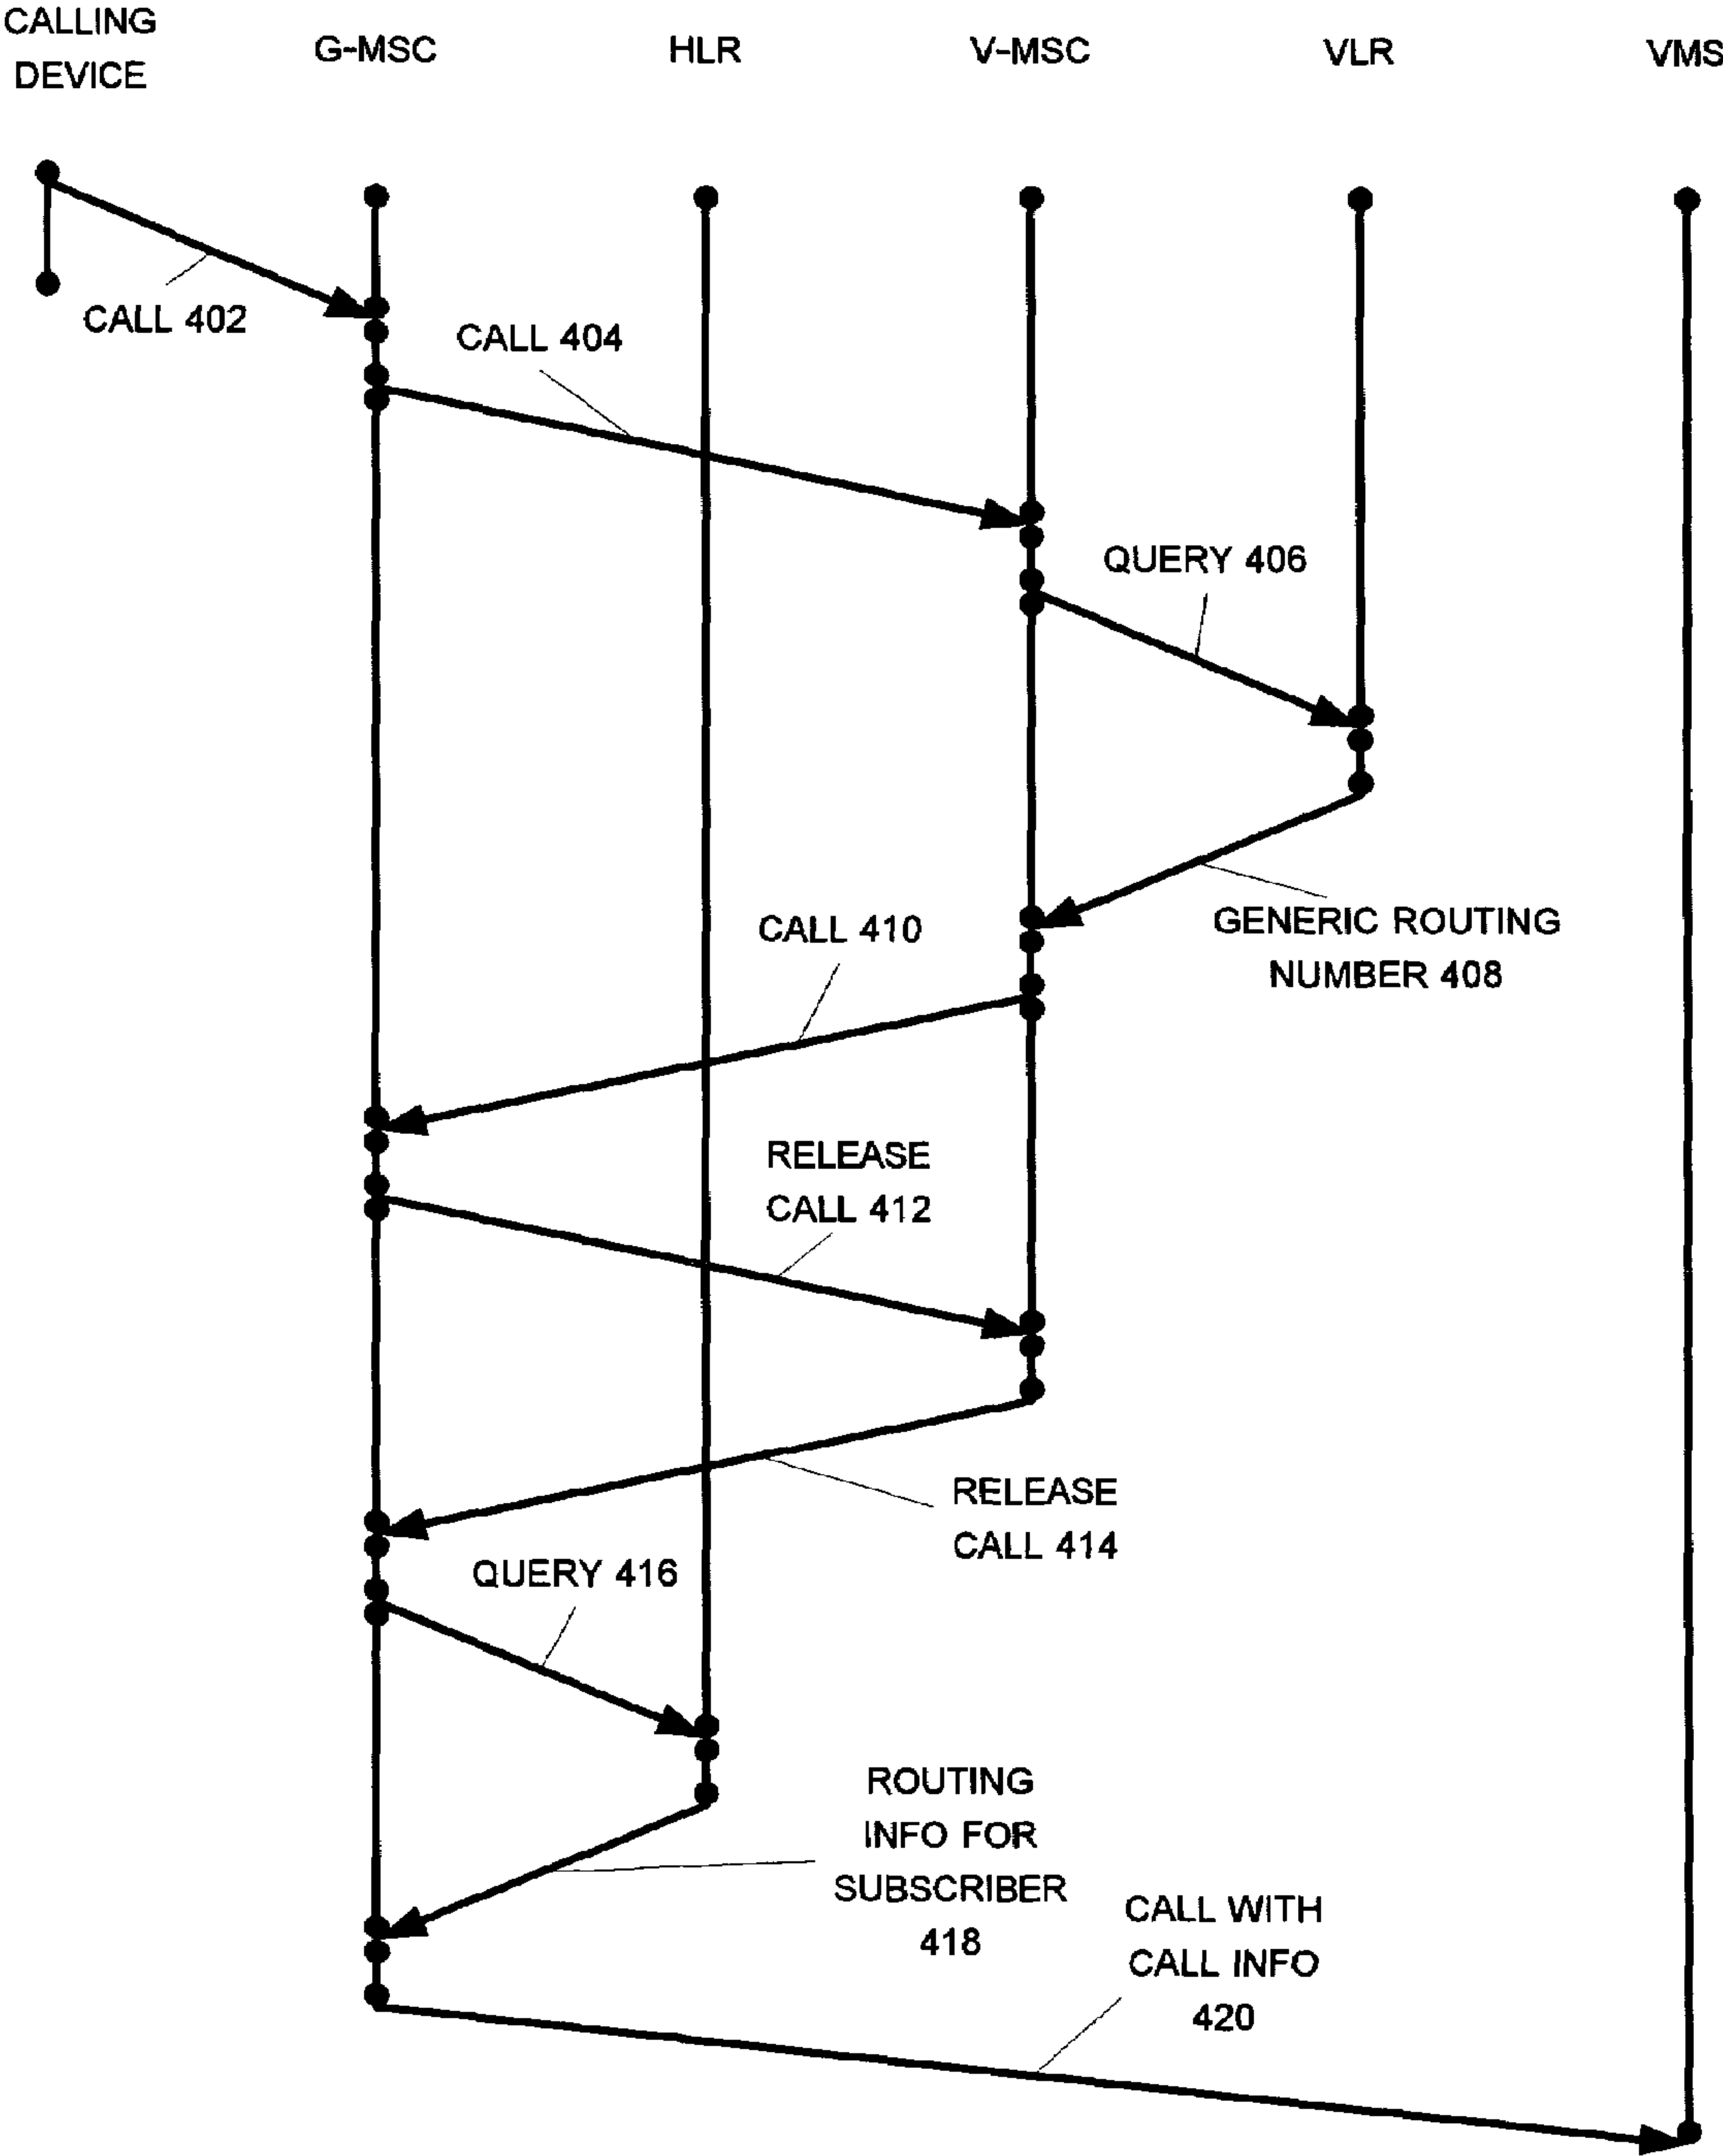 CALLING
DEVICE
G-MSC
HLR
V-MSC
VLR
VMS
CALL 402
CALL 404
QUERY 406
GENERIC ROUTING
NUMBER 408
CALL 410
RELEASE
CALL 412
RELEASE
CALL 414
QUERY 416
ROUTING
INFO FOR
SUBSCRIBER
418
CALL WITH
CALL INFO
420